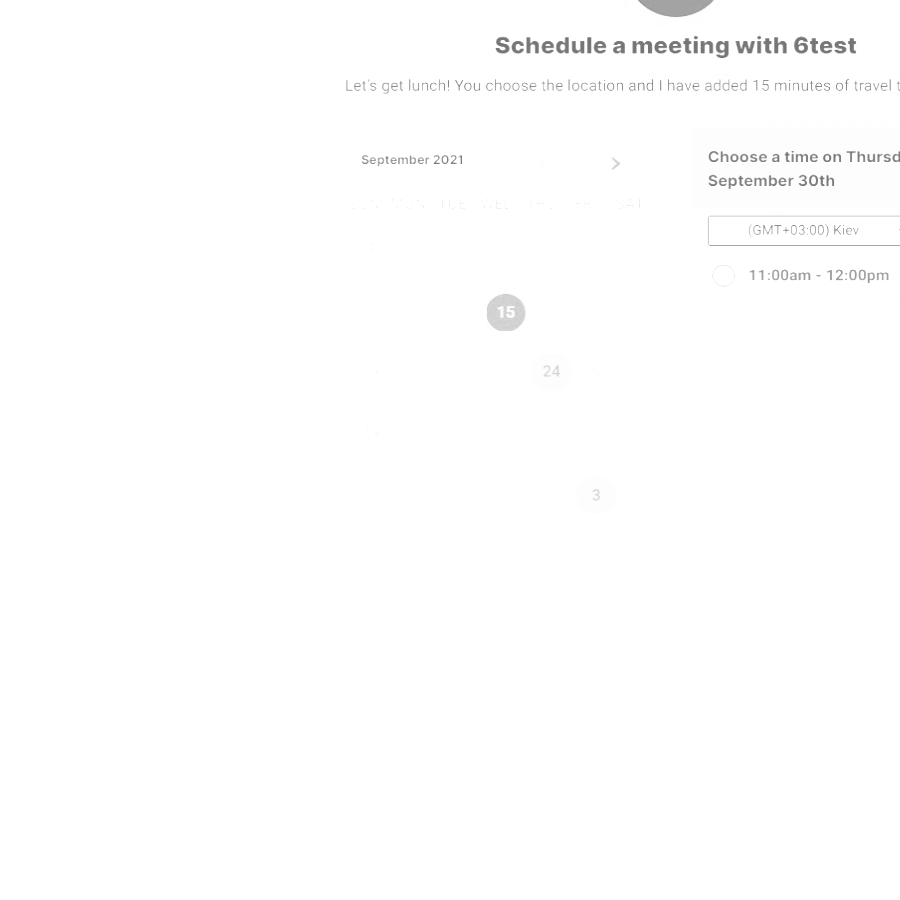 Schedule a meeting with 6test
Let's get lunch! You choose the location and I have added 15 minutes of travel
September 2021
Choose a time on
September 30th
SUN MON TUE WED THU FRI SAT
(GMT+03:00) Kiev
11:00am - 12:00pm
15
24
3